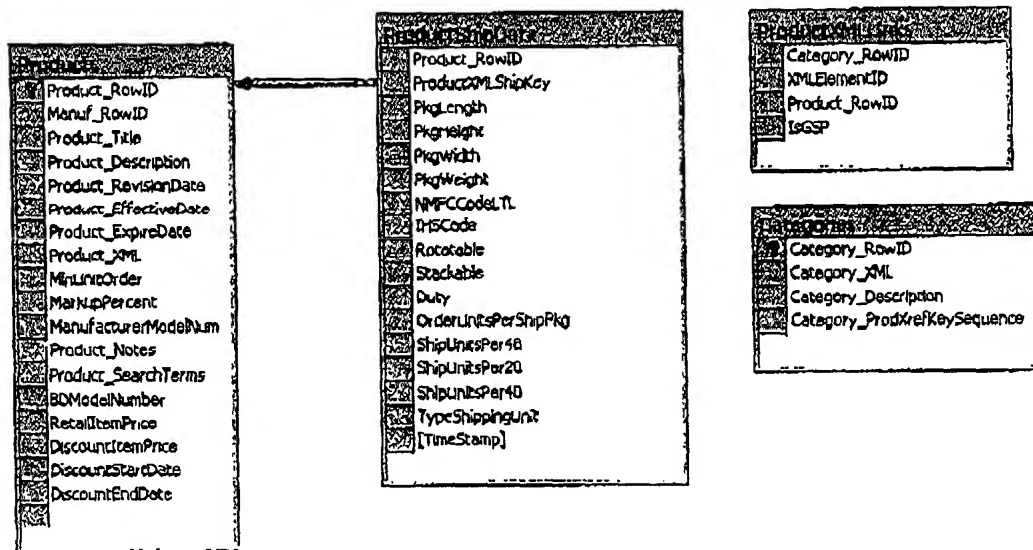 Products
Product_RowID
Manuf_RowID
Product_Title
Product_Description
Product_RevisionDate
Product_EffectiveDate
Product_ExpireDate
Product_XML
MinUnitOrder
MarkupPercent
ManufacturerModelNum
Product_Notes
Product_SearchTerms
BDModelNumber
RetailItemPrice
DiscountItemPrice
DiscountStartDate
DiscountEndDate
ProductShipData
Product_RowID
ProductXMLShipKey
PkgLength
PkgHeight
PkgWidth
PkgWeight
NMFCCodeLTL
Rotatable
Stackable
Duty
OrderUnitsPerShipPkg
ShipUnitsPer48
ShipUnitsPer20
ShipUnitsPer40
TypeShippingUnit
[TimeStamp]
ProductXMLLinks
Category_RowID
XMLElementID
Product_RowID
IsGSP
Categories
Category_RowID
Category_XML
Category_Description
Category_ProdXrefKeySequence